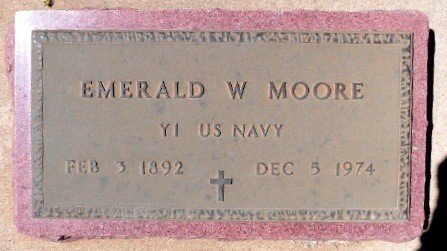 EMERALD W MOORE
Y1 US NAVY
FEB 3 1892 DEC 5 1974